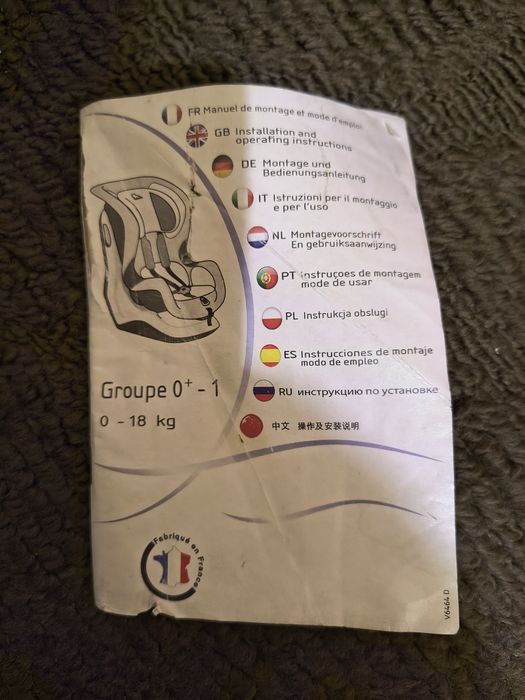 FR Manuel de montage et mode d'emploi
GB Installation and
operating instructions
DE Montage und
Bedienungsanleitung
IT Istruzioni per il montaggio
e per l'uso
NL Montagevoorschrift
En gebruiksaanwijzing
PT instruçoes de montagem
mode de usar
PL Instrukcja obslugi
ES Instrucciones de montaje
modo de empleo
RU инструкцию по установке
中文 操作及安装说明
Groupe 0+ - 1
0 - 18 kg
Fabriqué en France
V6464 D